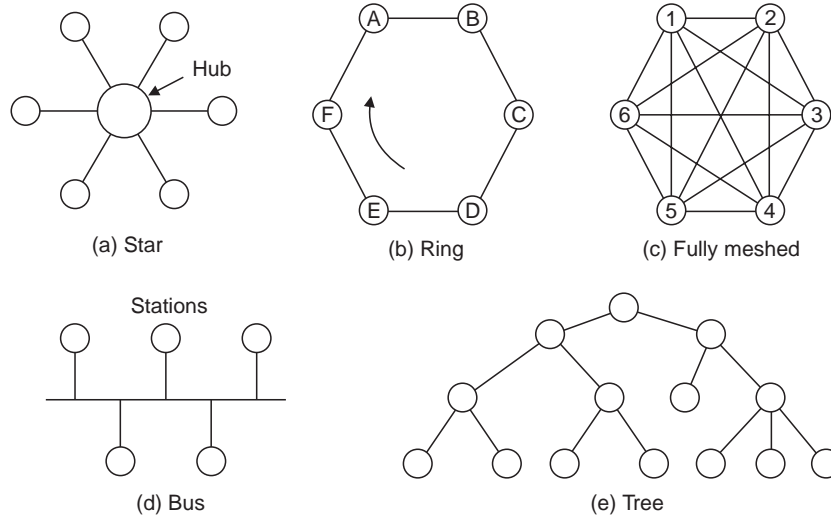 Hub
(a) Star
A B
F C
E D
(b) Ring
1 2
6 3
5 4
(c) Fully meshed
Stations
(d) Bus
(e) Tree